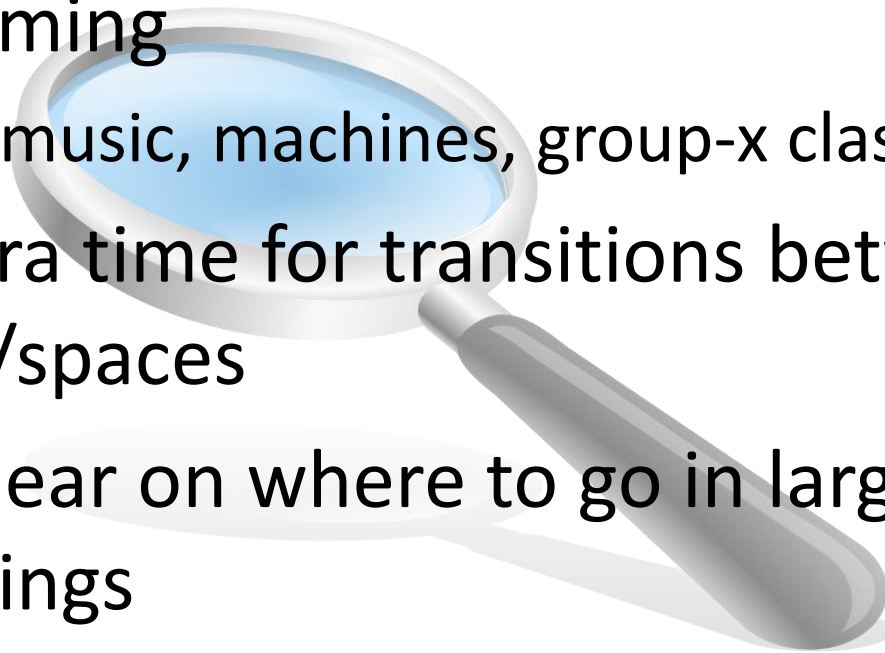 ming
music, machines, group-x clas
ra time for transitions bet
/spaces
ear on where to go in larg
ings